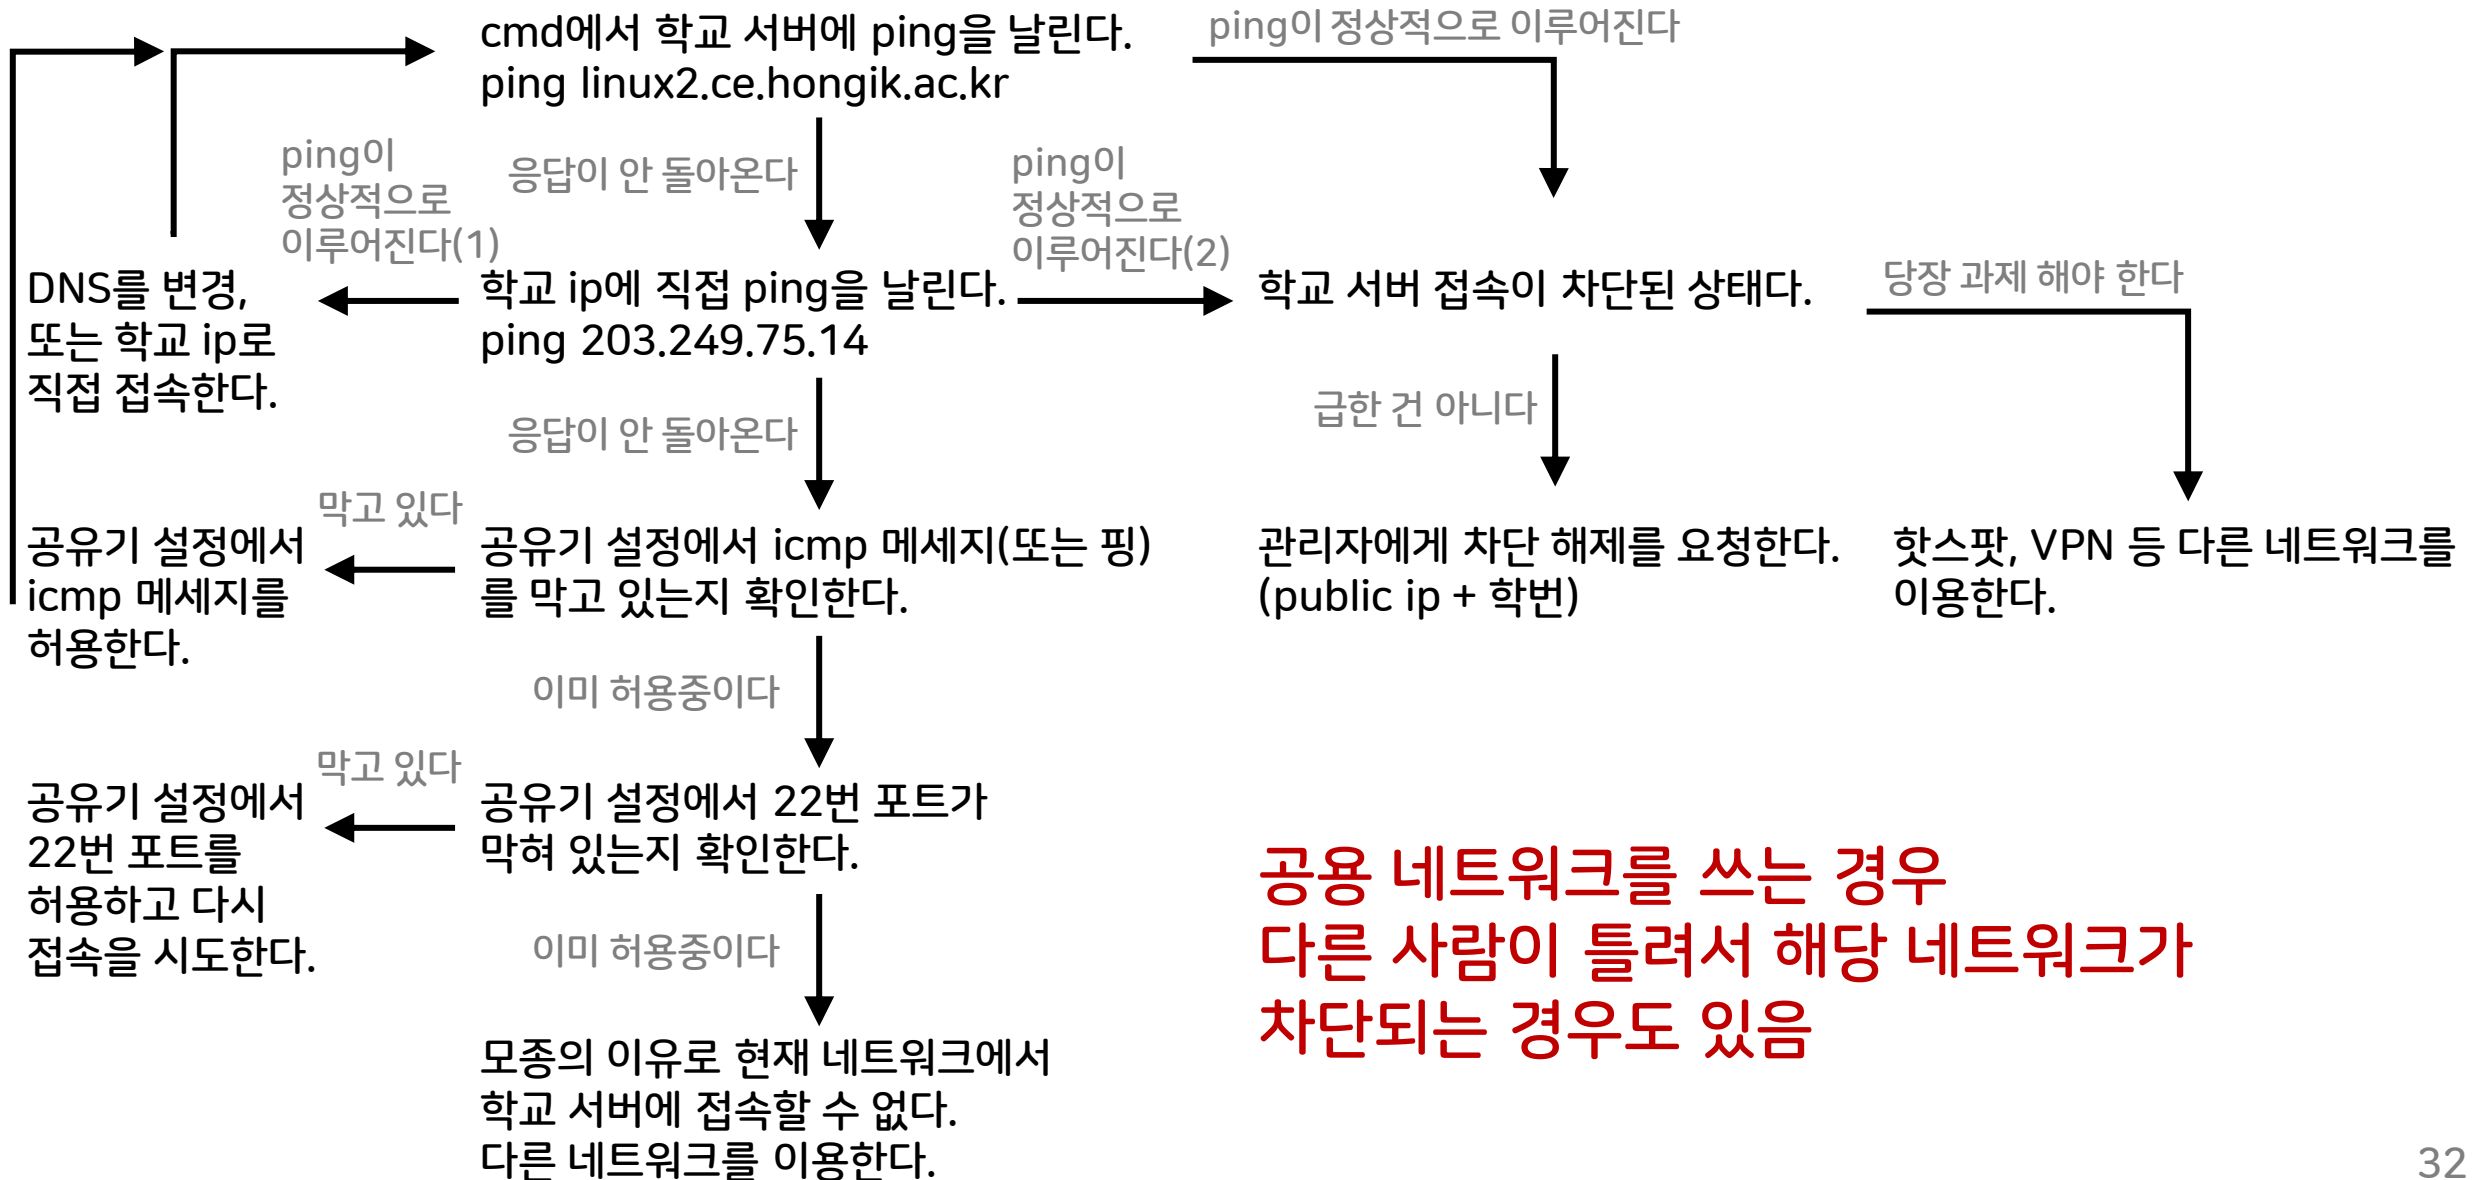 cmd에서 학교 서버에 ping을 날린다.
ping linux2.ce.hongik.ac.kr
ping이 정상적으로 이루어진다
ping이
정상적으로
이루어진다(1)
응답이 안 돌아온다
ping이
정상적으로
이루어진다(2)
DNS를 변경,
또는 학교 ip로
직접 접속한다.
학교 ip에 직접 ping을 날린다.
ping 203.249.75.14
학교 서버 접속이 차단된 상태다.
당장 과제 해야 한다
응답이 안 돌아온다
급한 건 아니다
막고 있다
공유기 설정에서
icmp 메세지를
허용한다.
공유기 설정에서 icmp 메세지(또는 핑)
를 막고 있는지 확인한다.
관리자에게 차단 해제를 요청한다.
(public ip + 학번)
핫스팟, VPN 등 다른 네트워크를
이용한다.
이미 허용중이다
막고 있다
공유기 설정에서
22번 포트를
허용하고 다시
접속을 시도한다.
공유기 설정에서 22번 포트가
막혀 있는지 확인한다.
이미 허용중이다
공용 네트워크를 쓰는 경우
다른 사람이 틀려서 해당 네트워크가
차단되는 경우도 있음
모종의 이유로 현재 네트워크에서
학교 서버에 접속할 수 없다.
다른 네트워크를 이용한다.
32